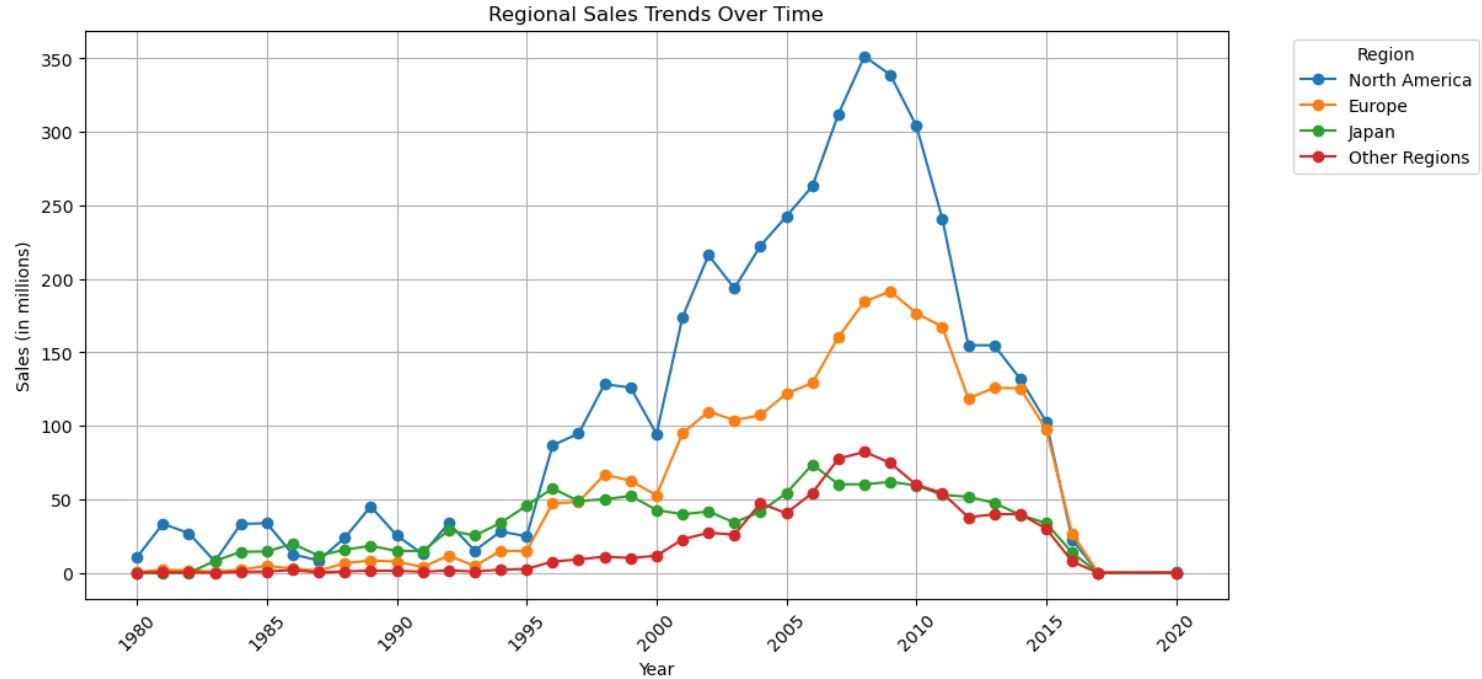 Regional Sales Trends Over Time
Sales (in millions)
350
300
250
200
150
100
50
0
1980
1985
1990
1995
2000
2005
2010
2015
2020
Year
Region
North America
Europe
Japan
Other Regions